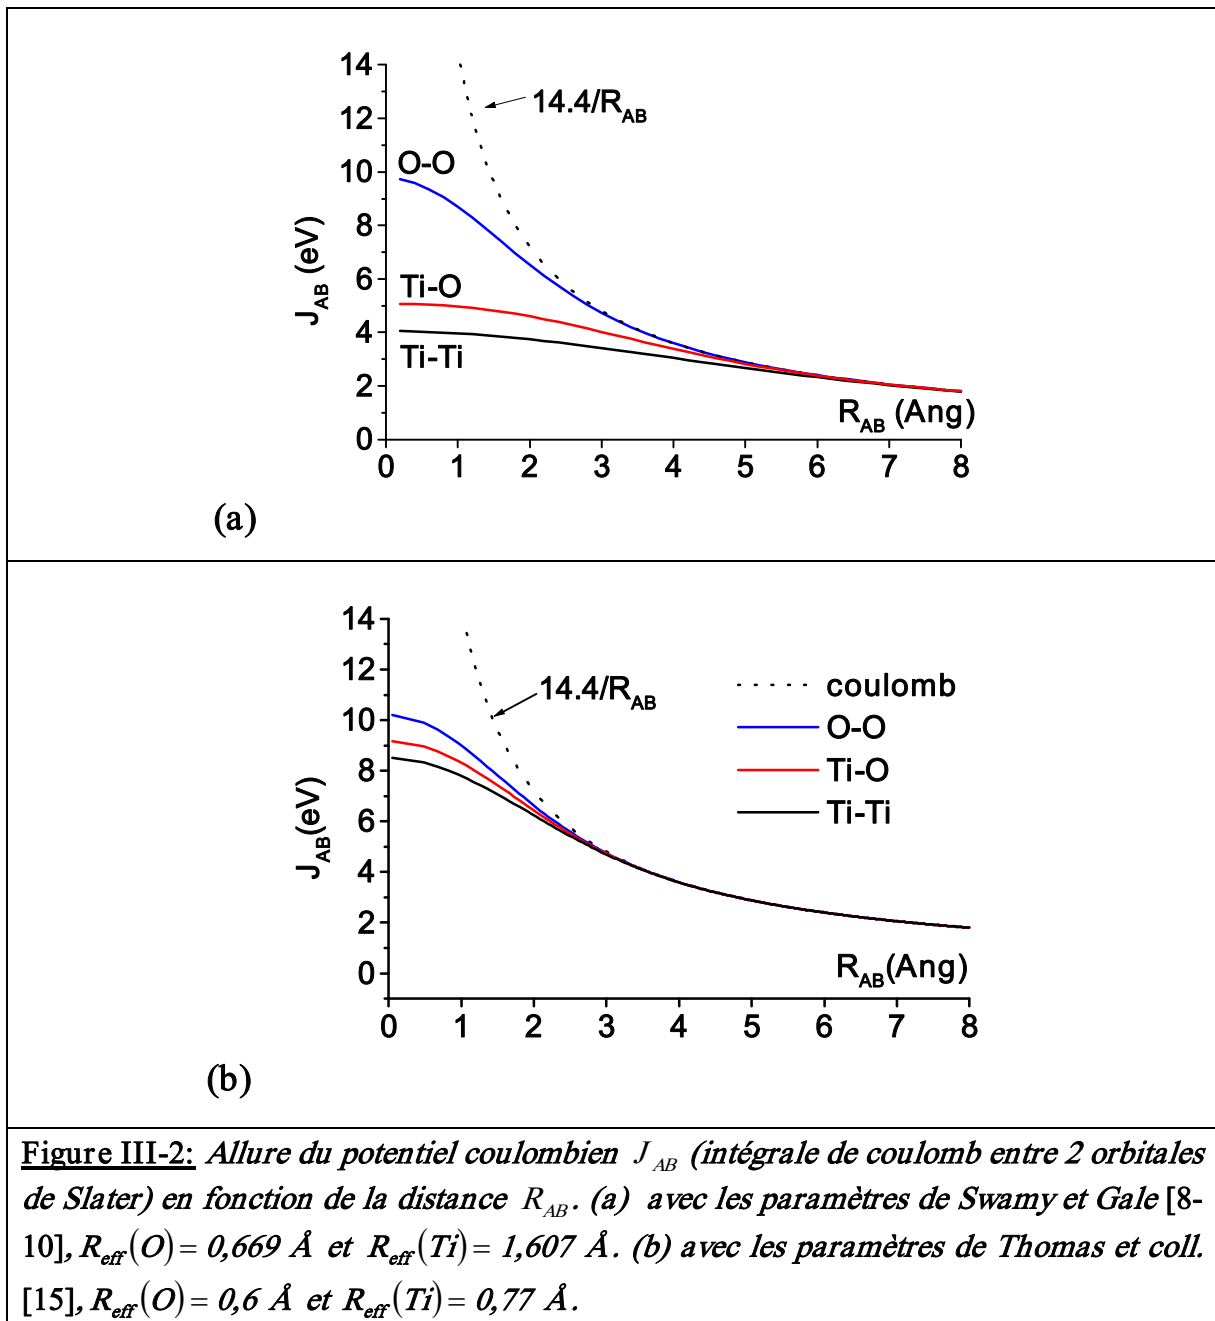 14
12
10
8
6
4
2
0
J_AB (eV)
14.4/R_AB
O-O
Ti-O
Ti-Ti
R_AB (Ang)
0 1 2 3 4 5 6 7 8
(a)
14
12
10
8
6
4
2
0
J_AB(eV)
14.4/R_AB
coulomb
O-O
Ti-O
Ti-Ti
R_AB(Ang)
0 1 2 3 4 5 6 7 8
(b)
Figure III-2: Allure du potentiel coulombien J_AB (intégrale de coulomb entre 2 orbitales
de Slater) en fonction de la distance R_AB. (a) avec les paramètres de Swamy et Gale [8-
10], R_eff(O) = 0,669 Å et R_eff(Ti) = 1,607 Å. (b) avec les paramètres de Thomas et coll.
[15], R_eff(O) = 0,6 Å et R_eff(Ti) = 0,77 Å.